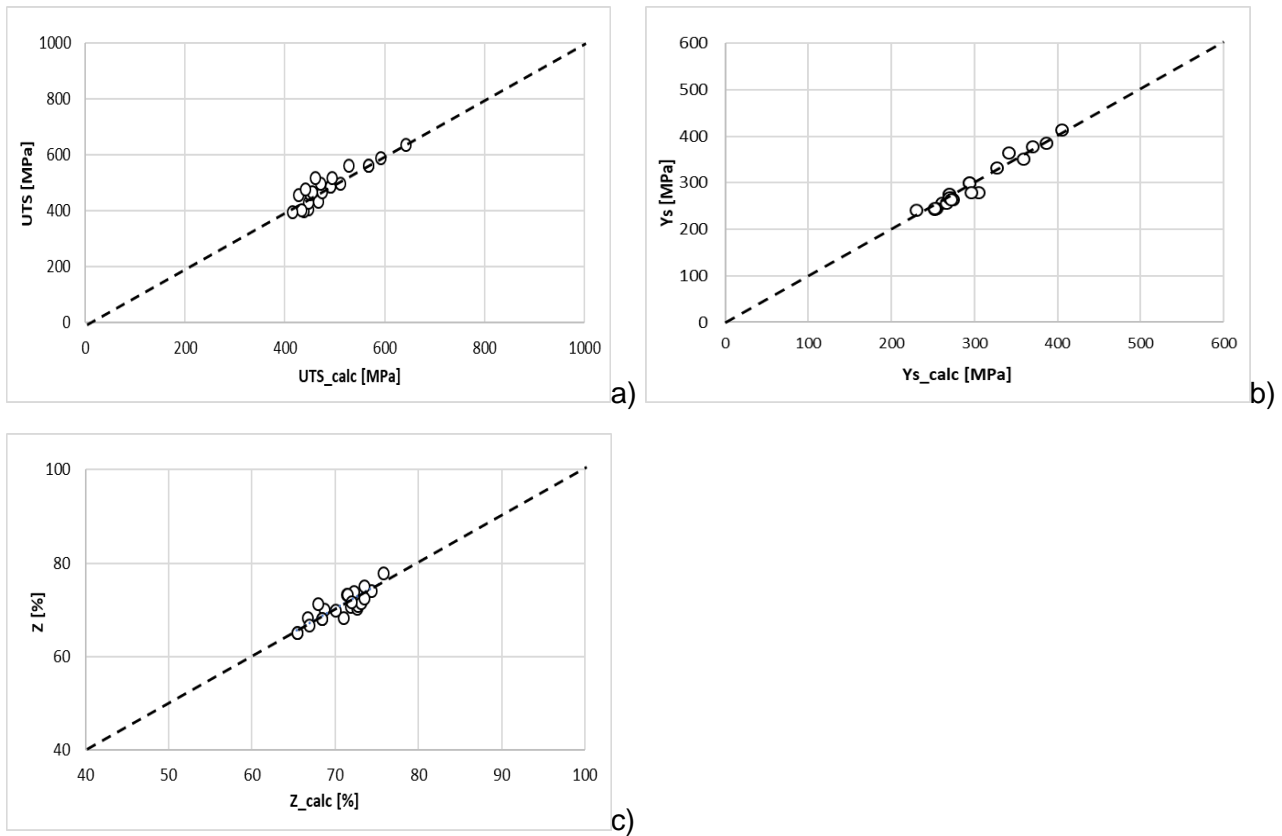 1000
800
600
400
200
0
UTS [MPa]
0 200 400 600 800 1000
UTS_calc [MPa]
a)
600
500
400
300
200
100
0
Ys [MPa]
0 100 200 300 400 500 600
Ys_calc [MPa]
b)
100
80
60
40
Z [%]
40 50 60 70 80 90 100
Z_calc [%]
c)